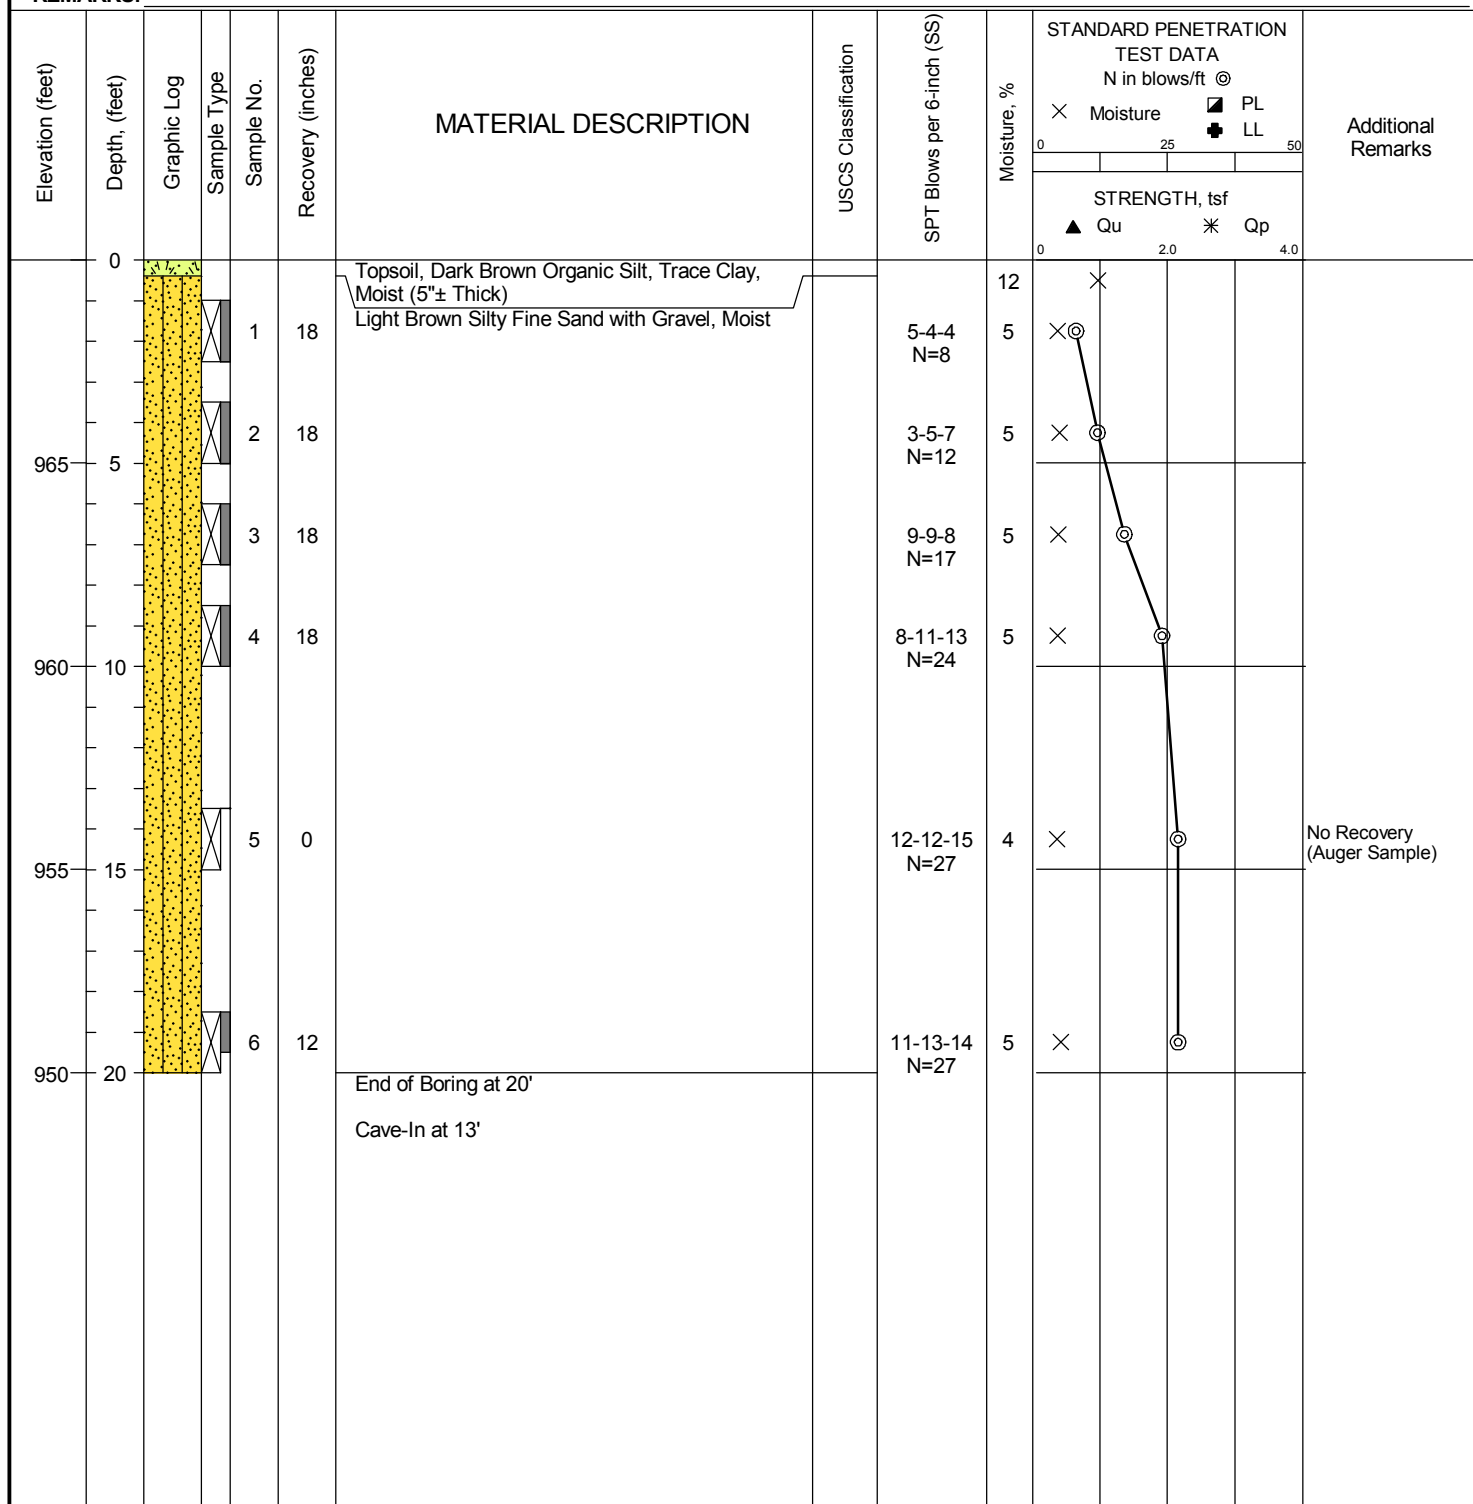 REMARKS:
Elevation (feet)
Depth, (feet)
Graphic Log
Sample Type
Sample No.
Recovery (inches)
MATERIAL DESCRIPTION
USCS Classification
SPT Blows per 6-inch (SS)
Moisture, %
STANDARD PENETRATION
TEST DATA
N in blows/ft
Moisture
PL
LL
0 25 50
STRENGTH, tsf
Qu Qp
0 2.0 4.0
Additional
Remarks
0
Topsoil, Dark Brown Organic Silt, Trace Clay,
Moist (5"± Thick)
12
Light Brown Silty Fine Sand with Gravel, Moist
1 18 5-4-4 5
N=8
2 18 3-5-7 5
N=12
965 5
3 18 9-9-8 5
N=17
4 18 8-11-13 5
N=24
960 10
5 0 12-12-15 4
N=27
No Recovery
(Auger Sample)
955 15
6 12 11-13-14 5
N=27
950 20
End of Boring at 20'
Cave-In at 13'